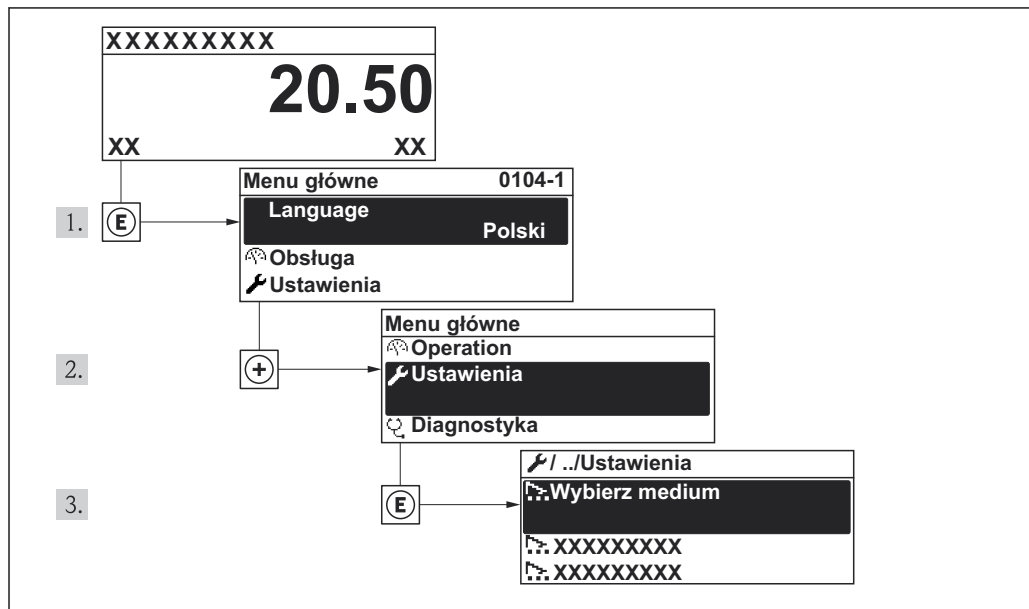 XXXXXXXXX
20.50
XX XX
Menu główne 0104-1
1. E Language
Polski
Obsługa
Ustawienia
Menu główne
Operation
2. + Ustawienia
Diagnostyka
/ ../Ustawienia
3. E Wybierz medium
XXXXXXXXX
XXXXXXXXX